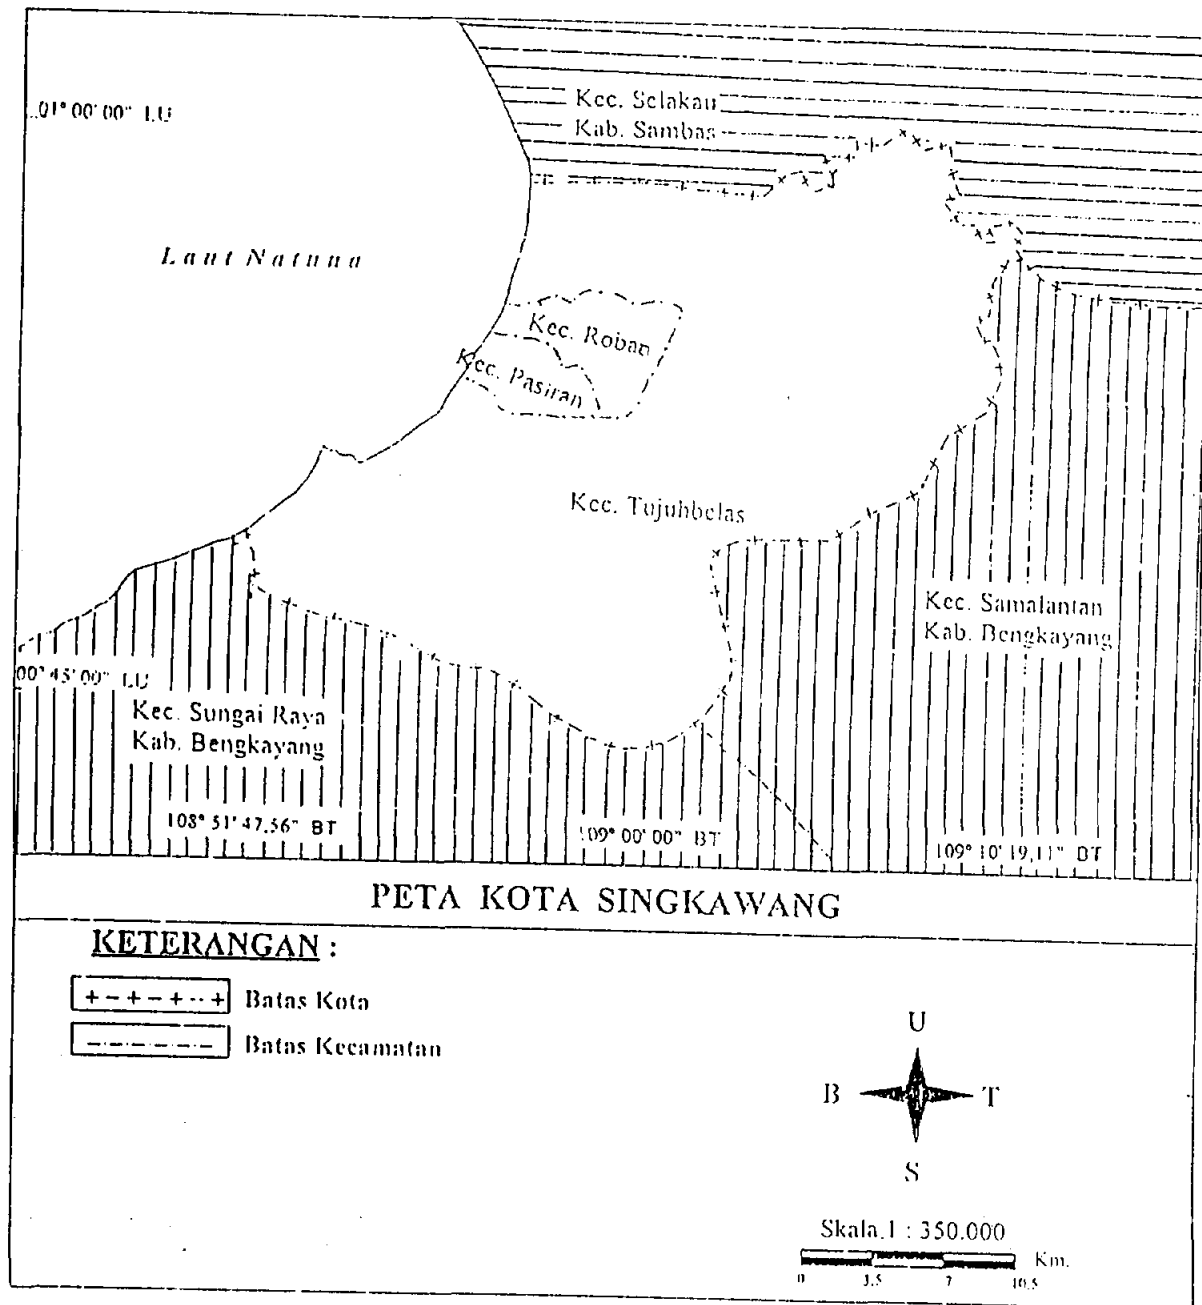 01° 00' 00" LU
Kec. Selakau
Kab. Sambas
Laut Natuna
Kec. Roban
Kec. Pasiran
Kec. Tujuhbelas
Kec. Samalantan
Kab. Bengkayang
00° 45' 00" LU
Kec. Sungai Raya
Kab. Bengkayang
108° 51' 47,56" BT
109° 00' 00" BT
109° 10' 19,11" BT
PETA KOTA SINGKAWANG
KETERANGAN :
Batas Kota
Batas Kecamatan
U
B T
S
Skala.1 : 350.000
Km.
0 3.5 7 10.5